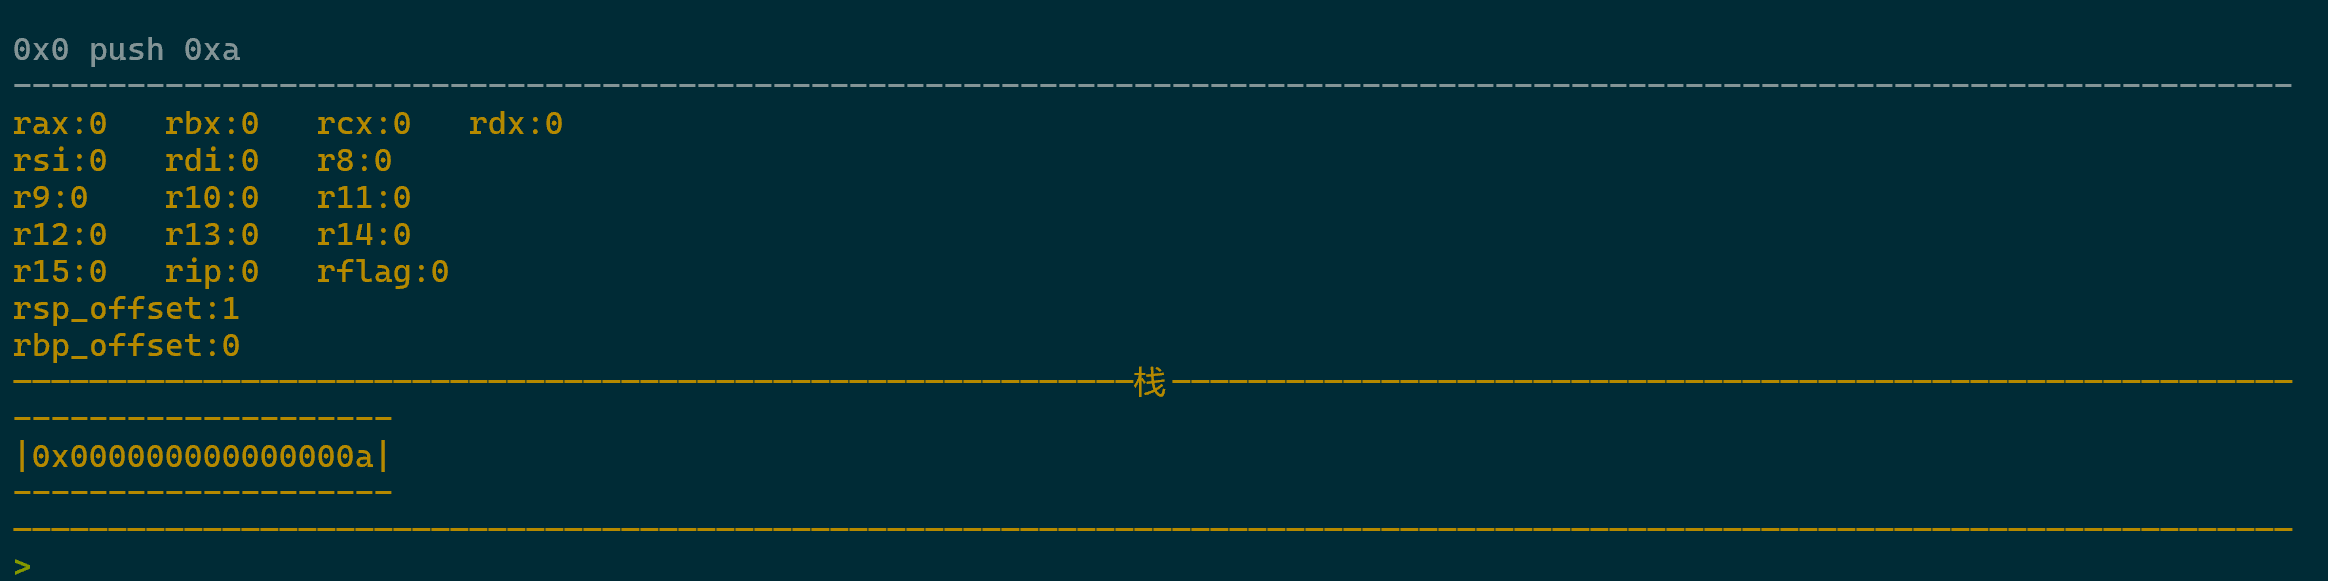 0x0 push 0xa
------------------------------------------------------------------------------------------------------------------------
rax:0   rbx:0   rcx:0   rdx:0
rsi:0   rdi:0   r8:0
r9:0    r10:0   r11:0
r12:0   r13:0   r14:0
r15:0   rip:0   rflag:0
rsp_offset:1
rbp_offset:0
-----------------------------------------------------------栈-----------------------------------------------------------
--------------------
|0x000000000000000a|
--------------------
------------------------------------------------------------------------------------------------------------------------
>